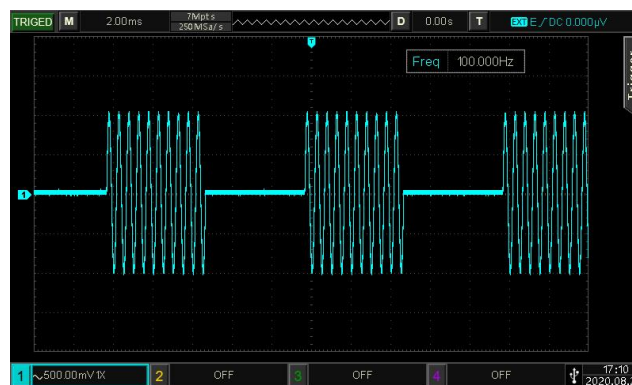 TRIGED M 2.00ms 7Mpts D 0.00s T EXT E DC 0.000μV
250MSa/s
T
Freq 100.000Hz
Trigger
1
1 500.00mV 1X 2 OFF 3 OFF 4 OFF 17:10
2020.08.